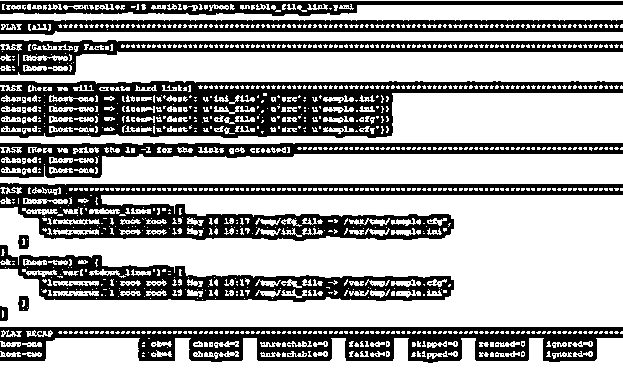 [root@ansible-controller ~]# ansible-playbook ansible_file_link.yaml
PLAY [all] ****
TASK [Gathering Facts] ****
ok: [host-two]
ok: [host-one]
TASK [here we will create hard links] ****
changed: [host-two] => (item={u'dest': u'ini_file', u'src': u'sample.ini'})
changed: [host-one] => (item={u'dest': u'ini_file', u'src': u'sample.ini'})
changed: [host-two] => (item={u'dest': u'cfg_file', u'src': u'sample.cfg'})
changed: [host-one] => (item={u'dest': u'cfg_file', u'src': u'sample.cfg'})
TASK [Here we print the ls -l for the links got created] ****
changed: [host-two]
changed: [host-one]
TASK [debug] ****
ok: [host-one] => {
"output_var['stdout_lines']": [
"lrwxrwxrwx. 1 root root 19 May 14 18:17 /tmp/cfg_file -> /var/tmp/sample.cfg",
"lrwxrwxrwx. 1 root root 19 May 14 18:17 /tmp/ini_file -> /var/tmp/sample.ini"
]
}
ok: [host-two] => {
"output_var['stdout_lines']": [
"lrwxrwxrwx. 1 root root 19 May 14 18:17 /tmp/cfg_file -> /var/tmp/sample.cfg",
"lrwxrwxrwx. 1 root root 19 May 14 18:17 /tmp/ini_file -> /var/tmp/sample.ini"
]
}
PLAY RECAP ****
host-one : ok=4 changed=2 unreachable=0 failed=0 skipped=0 rescued=0 ignored=0
host-two : ok=4 changed=2 unreachable=0 failed=0 skipped=0 rescued=0 ignored=0